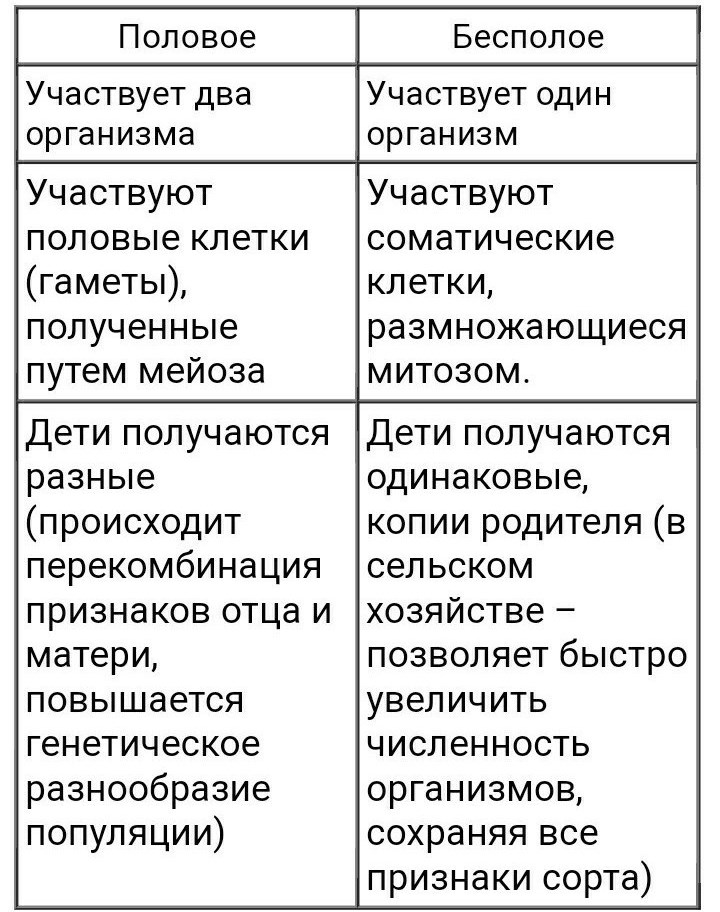 Половое
Бесполое
Участвует два
организма
Участвует один
организм
Участвуют
половые клетки
(гаметы),
полученные
путем мейоза
Участвуют
соматические
клетки,
размножающиеся
митозом.
Дети получаются
разные
(происходит
перекомбинация
признаков отца и
матери,
повышается
генетическое
разнообразие
популяции)
Дети получаются
одинаковые,
копии родителя (в
сельском
хозяйстве –
позволяет быстро
увеличить
численность
организмов,
сохраняя все
признаки сорта)